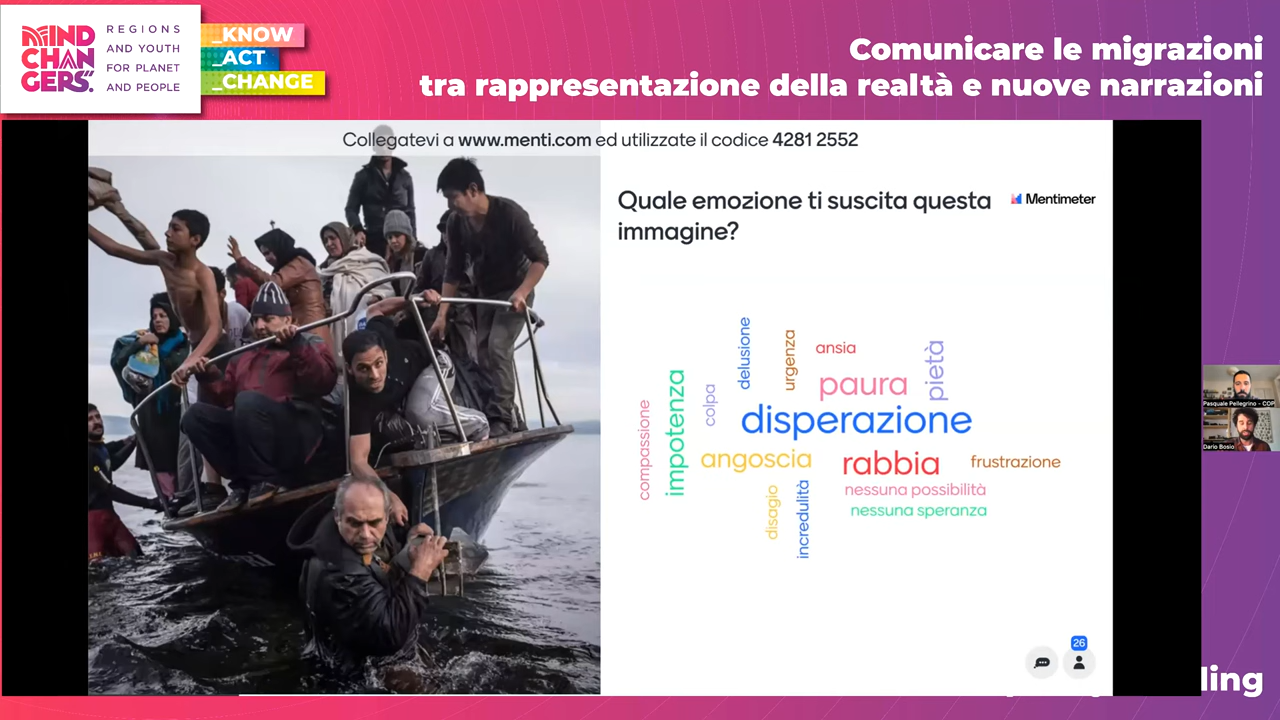 MIND
CHAN
GERS
REGIONS
AND YOUTH
FOR PLANET
AND PEOPLE
_KNOW
_ACT
_CHANGE
Comunicare le migrazioni
tra rappresentazione della realtà e nuove narrazioni
Collegatevi a www.menti.com ed utilizzate il codice 4281 2552
Quale emozione ti suscita questa
immagine?
Mentimeter
delusione
urgenza
ansia
pietà
paura
compassione
impotenza
colpa
disperazione
angoscia
rabbia
frustrazione
nessuna possibilità
nessuna speranza
disagio
incredulità
26
Pasquale Pellegrino - COP
Dario Bosio
ling